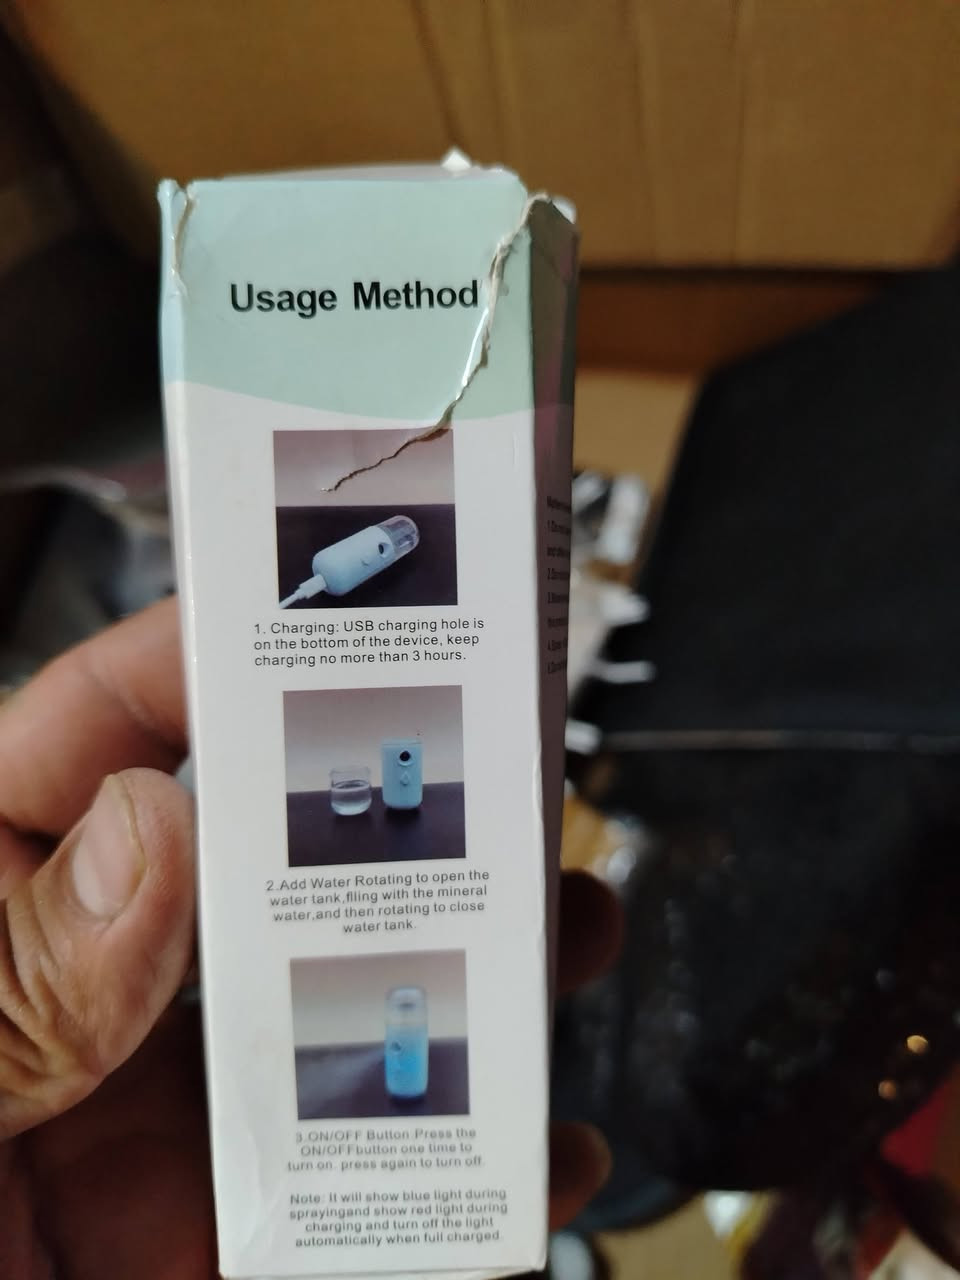 Usage Method
1. Charging: USB charging hole is
on the bottom of the device, keep
charging no more than 3 hours.
2.Add Water Rotating to open the
water tank,flling with the mineral
water,and then rotating to close
water tank.
3.ON/OFF Button Press the
ON/OFFbutton one time to
turn on. press again to turn off.
Note: It will show blue light during
sprayingand show red light during
charging and turn off the light
automatically when full charged.